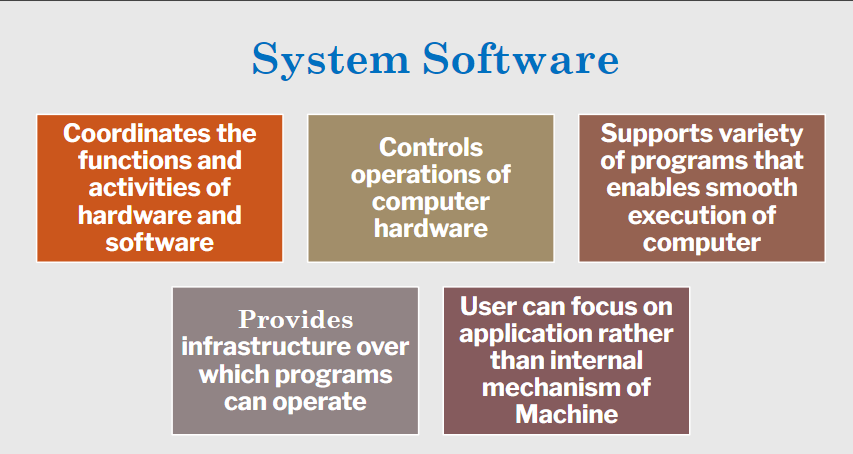 System Software
Coordinates the
functions and
activities of
hardware and
software
Controls
operations of
computer
hardware
Supports variety
of programs that
enables smooth
execution of
computer
Provides
infrastructure over
which programs
can operate
User can focus on
application rather
than internal
mechanism of
Machine